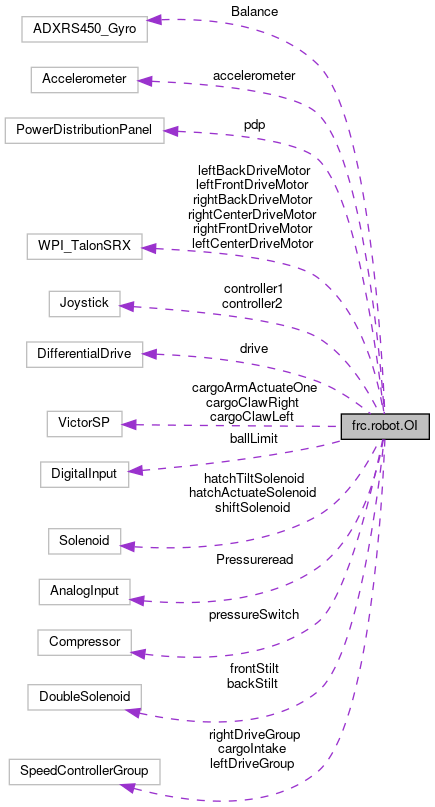 Balance
ADXRS450_Gyro
accelerometer
Accelerometer
pdp
PowerDistributionPanel
leftBackDriveMotor
leftFrontDriveMotor
rightBackDriveMotor
rightCenterDriveMotor
rightFrontDriveMotor
leftCenterDriveMotor
WPI_TalonSRX
controller1
controller2
Joystick
drive
DifferentialDrive
cargoArmActuateOne
cargoClawRight
cargoClawLeft
VictorSP
frc.robot.OI
ballLimit
DigitalInput
hatchTiltSolenoid
hatchActuateSolenoid
shiftSolenoid
Solenoid
Pressureread
AnalogInput
pressureSwitch
Compressor
frontStilt
backStilt
DoubleSolenoid
rightDriveGroup
cargoIntake
leftDriveGroup
SpeedControllerGroup